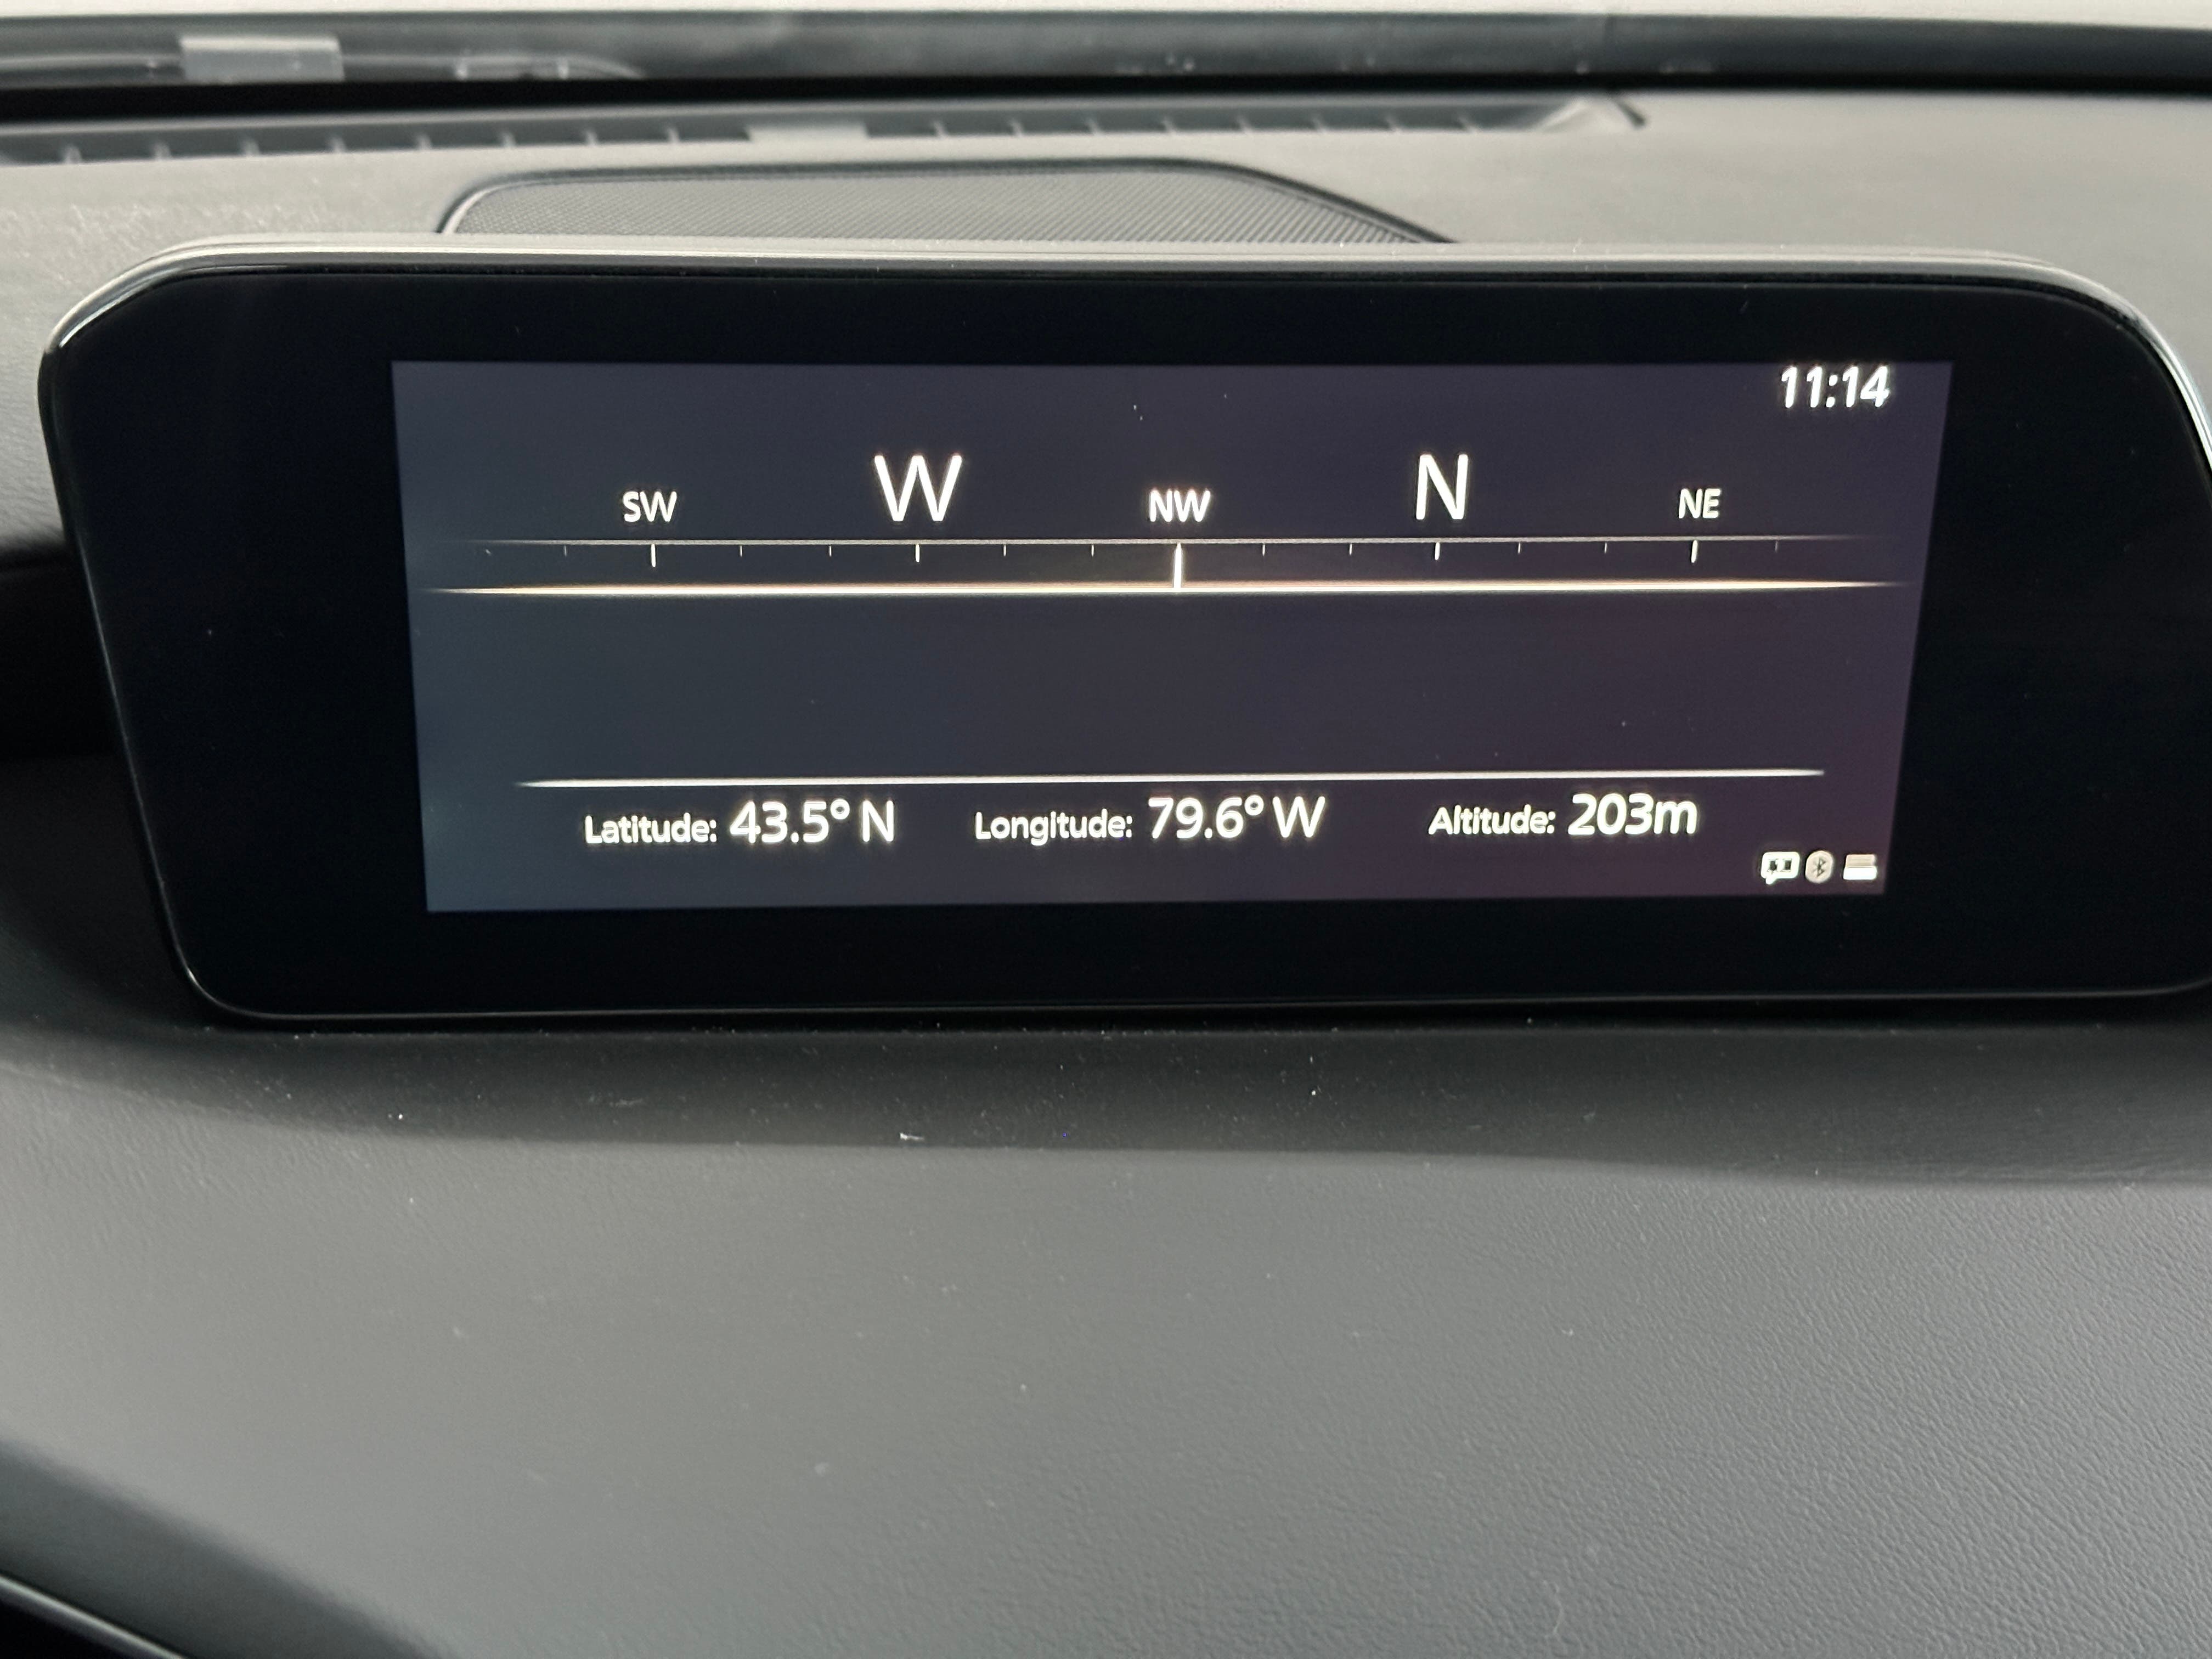 11:14
SW W NW N NE
Latitude: 43.5° N Longitude: 79.6° W Altitude: 203m